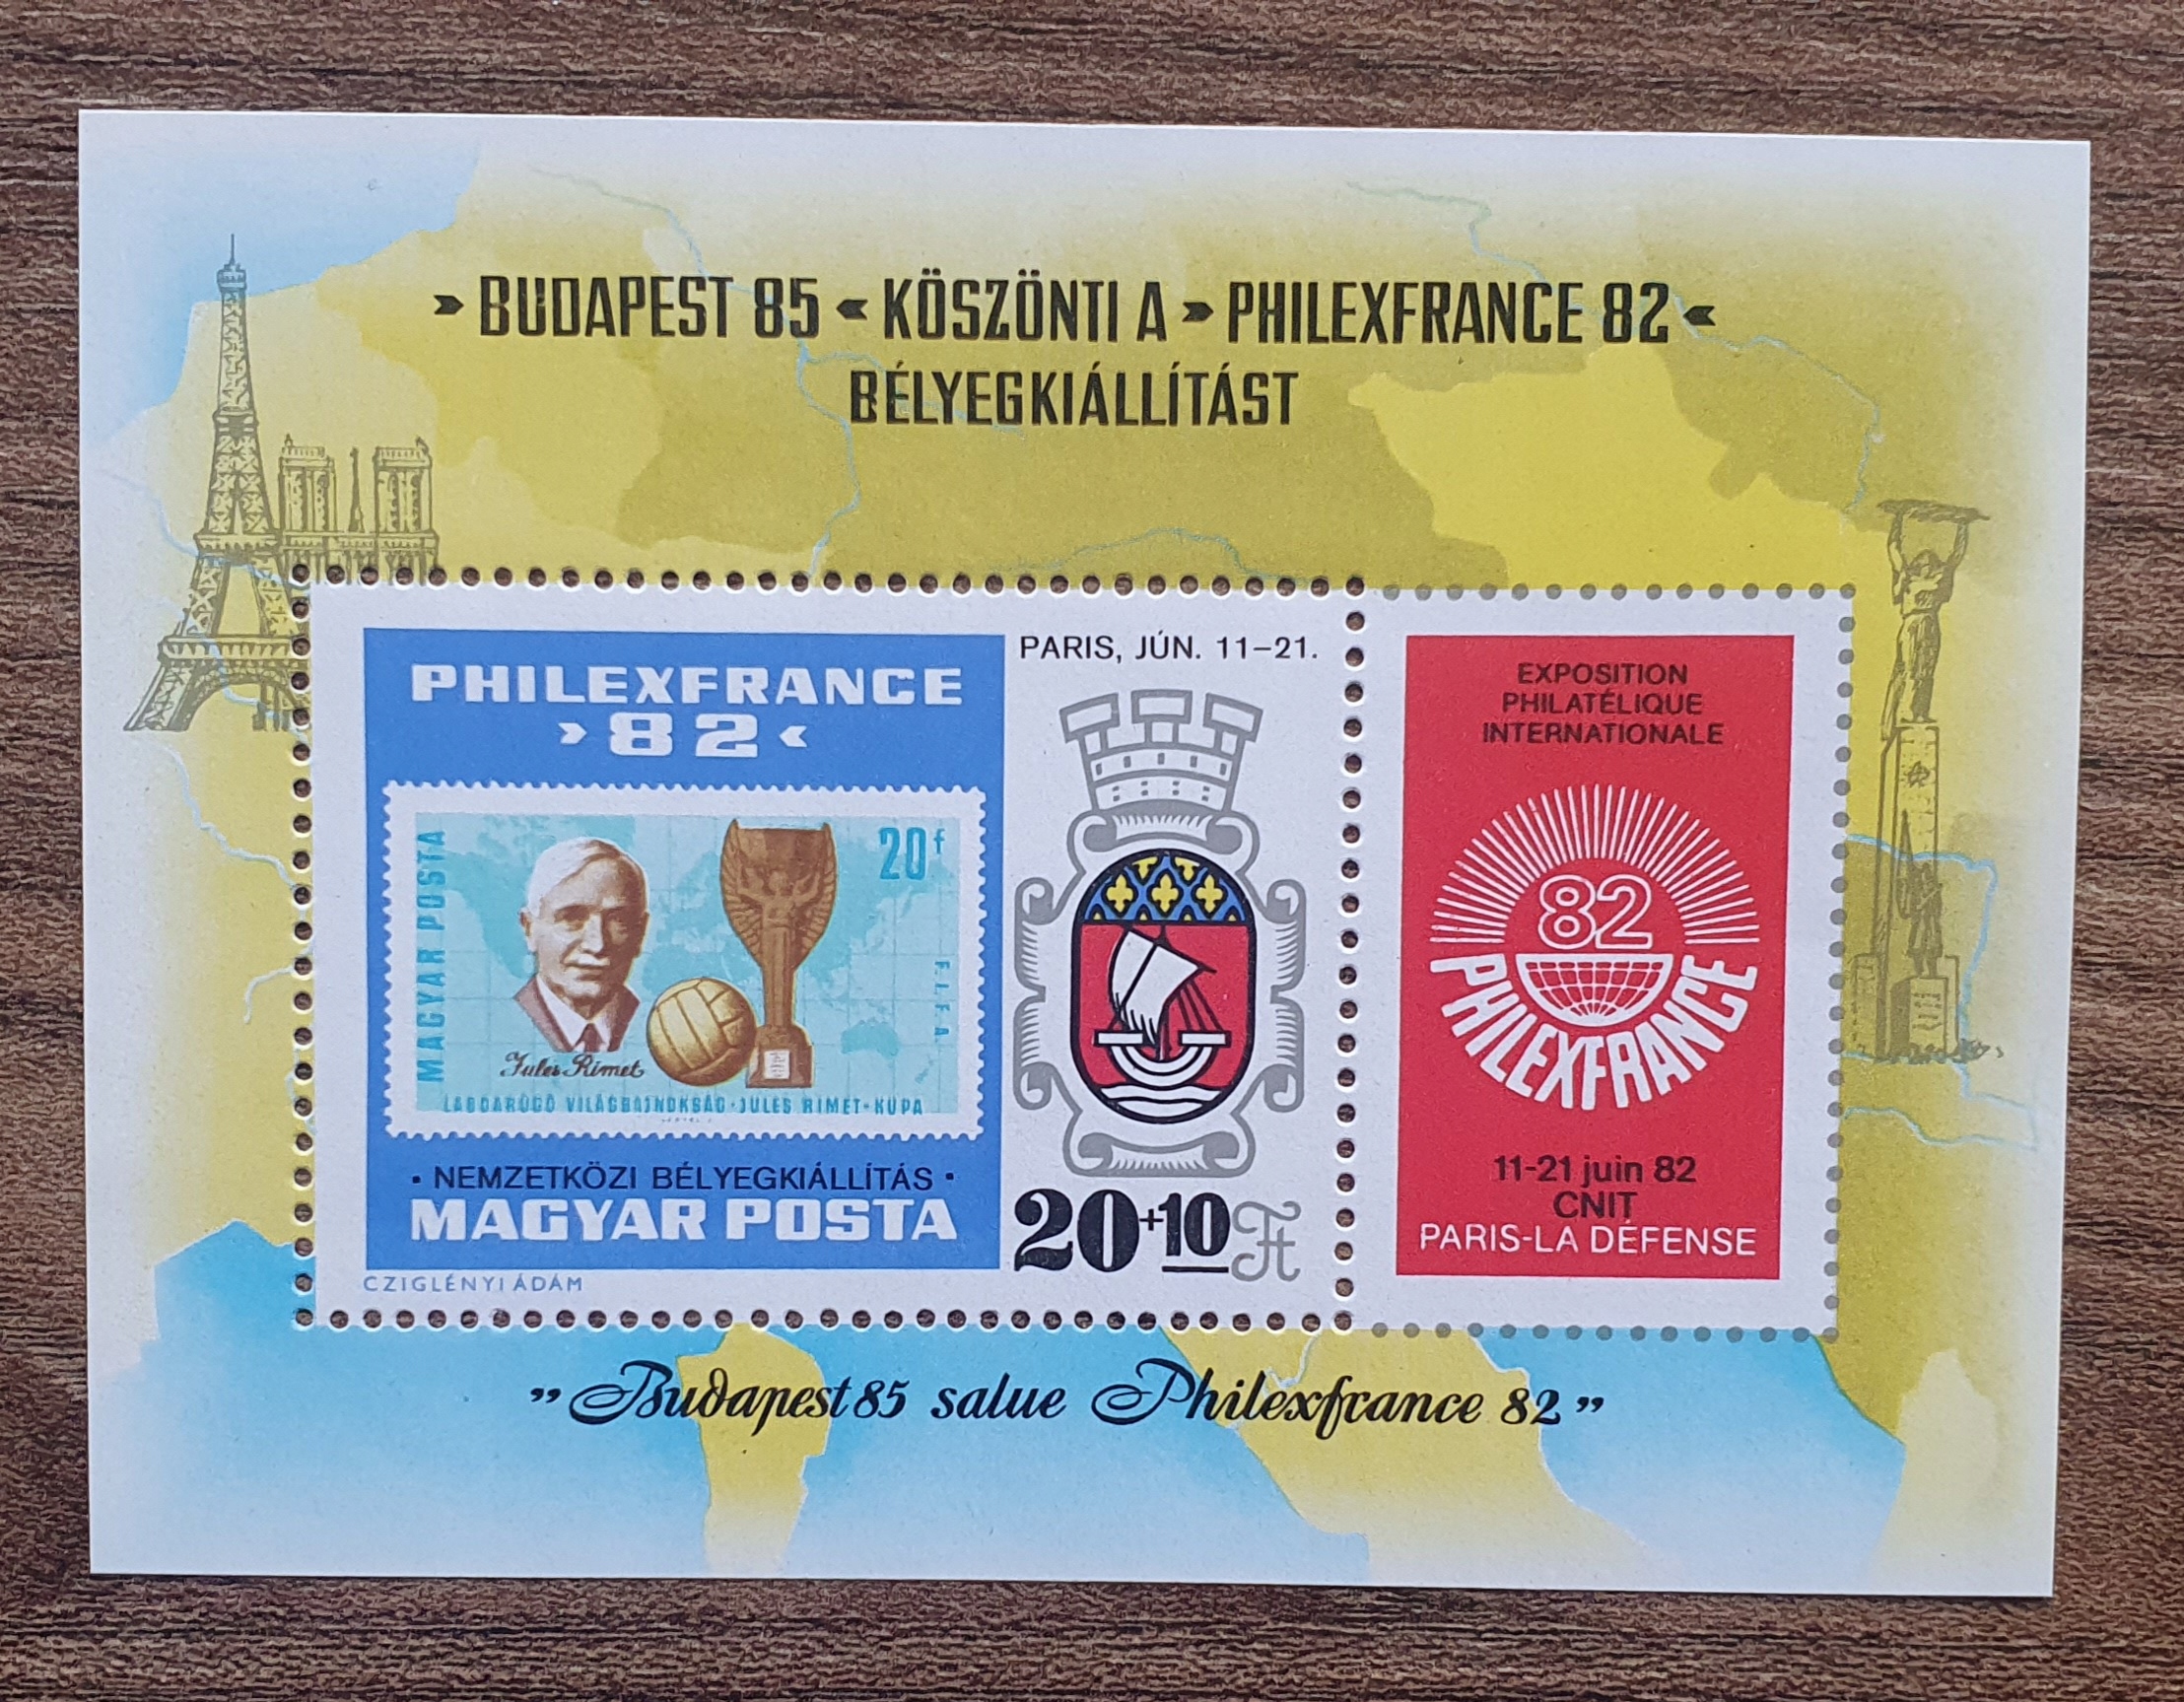 » BUDAPEST 85 « KÖSZÖNTI A » PHILEXFRANCE 82 «
BÉLYEGKIÁLLÍTÁST
PHILEXFRANCE
› 82 ‹
MAGYAR POSTA
20f
F.I.F.A.
Jules Rimet
LABDARÚGÓ VILÁGBAJNOKSÁG · JULES RIMET-KUPA
· NEMZETKÖZI BÉLYEGKIÁLLÍTÁS ·
MAGYAR POSTA
CZIGLÉNYI ÁDÁM
PARIS, JÚN. 11–21.
20+10 Ft
EXPOSITION
PHILATÉLIQUE
INTERNATIONALE
82
PHILEXFRANCE
11-21 juin 82
CNIT
PARIS-LA DÉFENSE
” Budapest 85 salue Philexfrance 82 ”